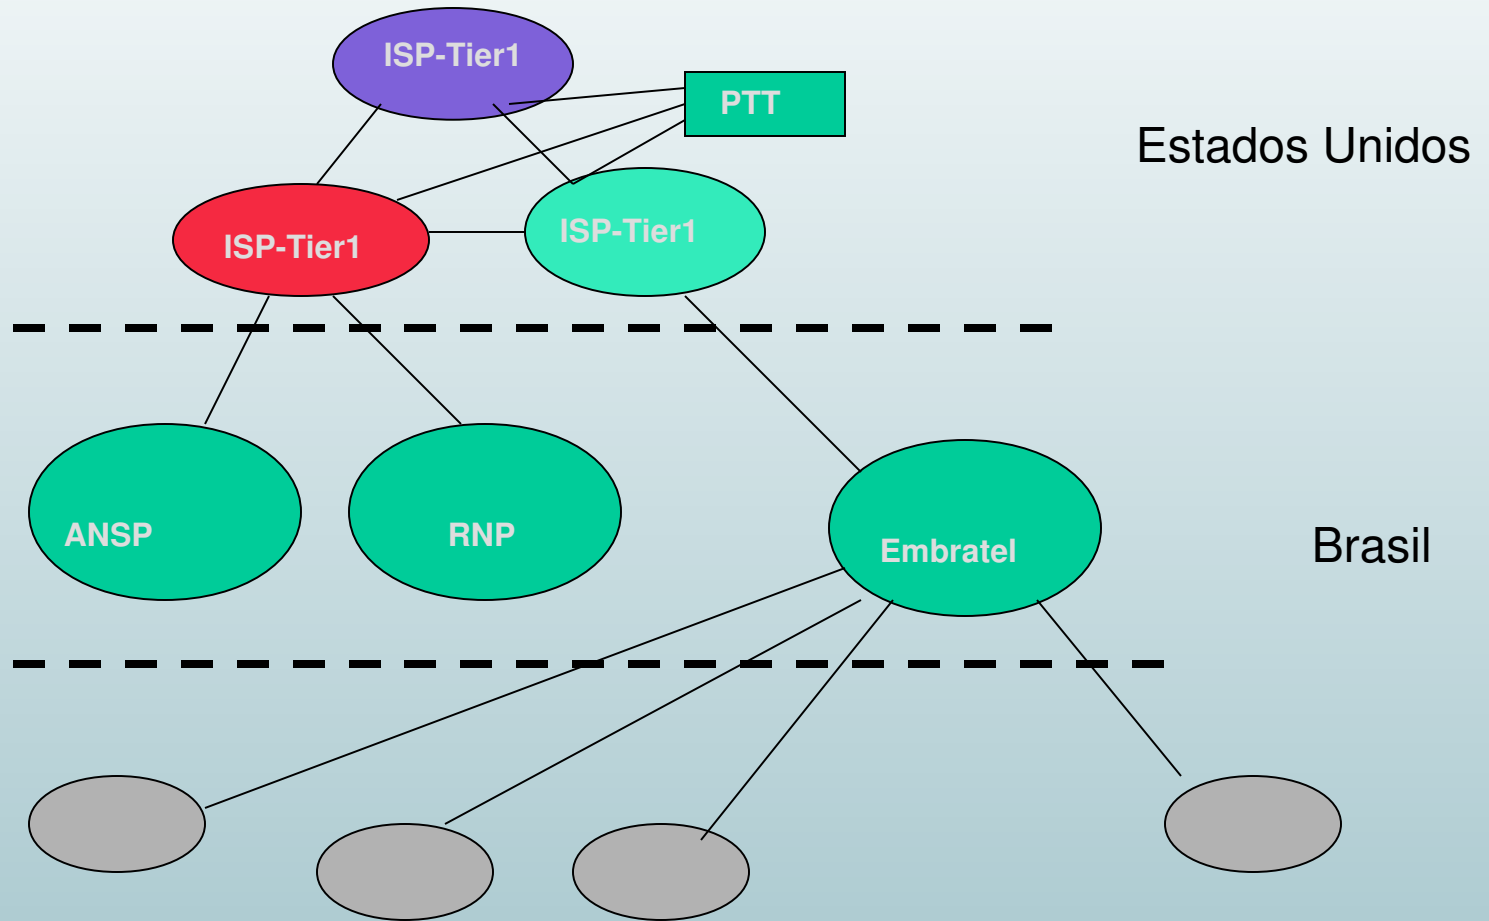 ISP-Tier1
PTT
Estados Unidos
ISP-Tier1
ISP-Tier1
ANSP
RNP
Embratel
Brasil